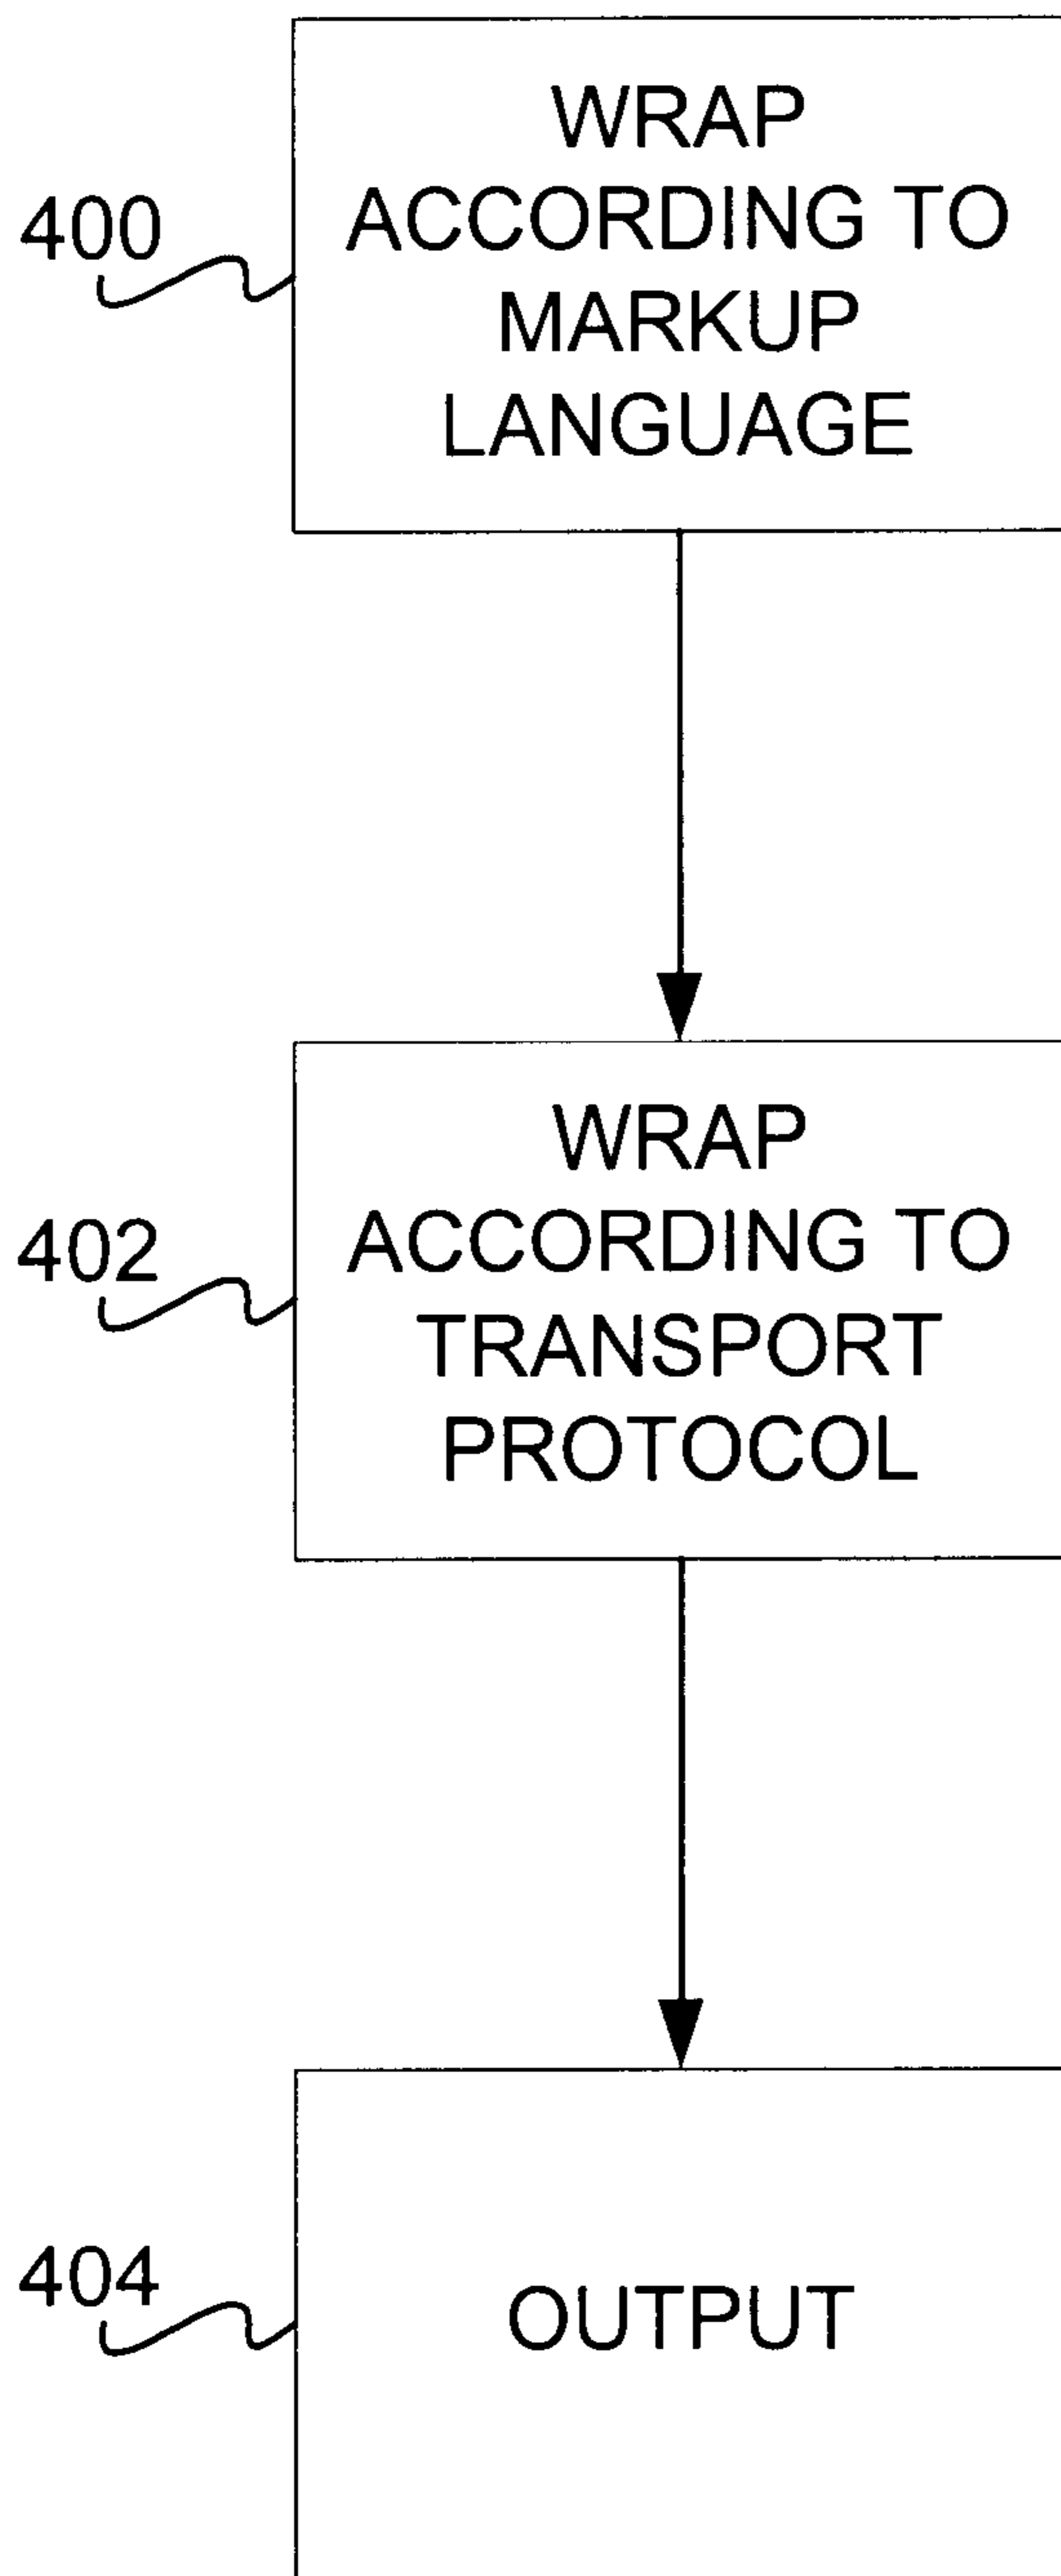 WRAP
400
ACCORDING TO
MARKUP
LANGUAGE
WRAP
402
ACCORDING TO
TRANSPORT
PROTOCOL
404
OUTPUT